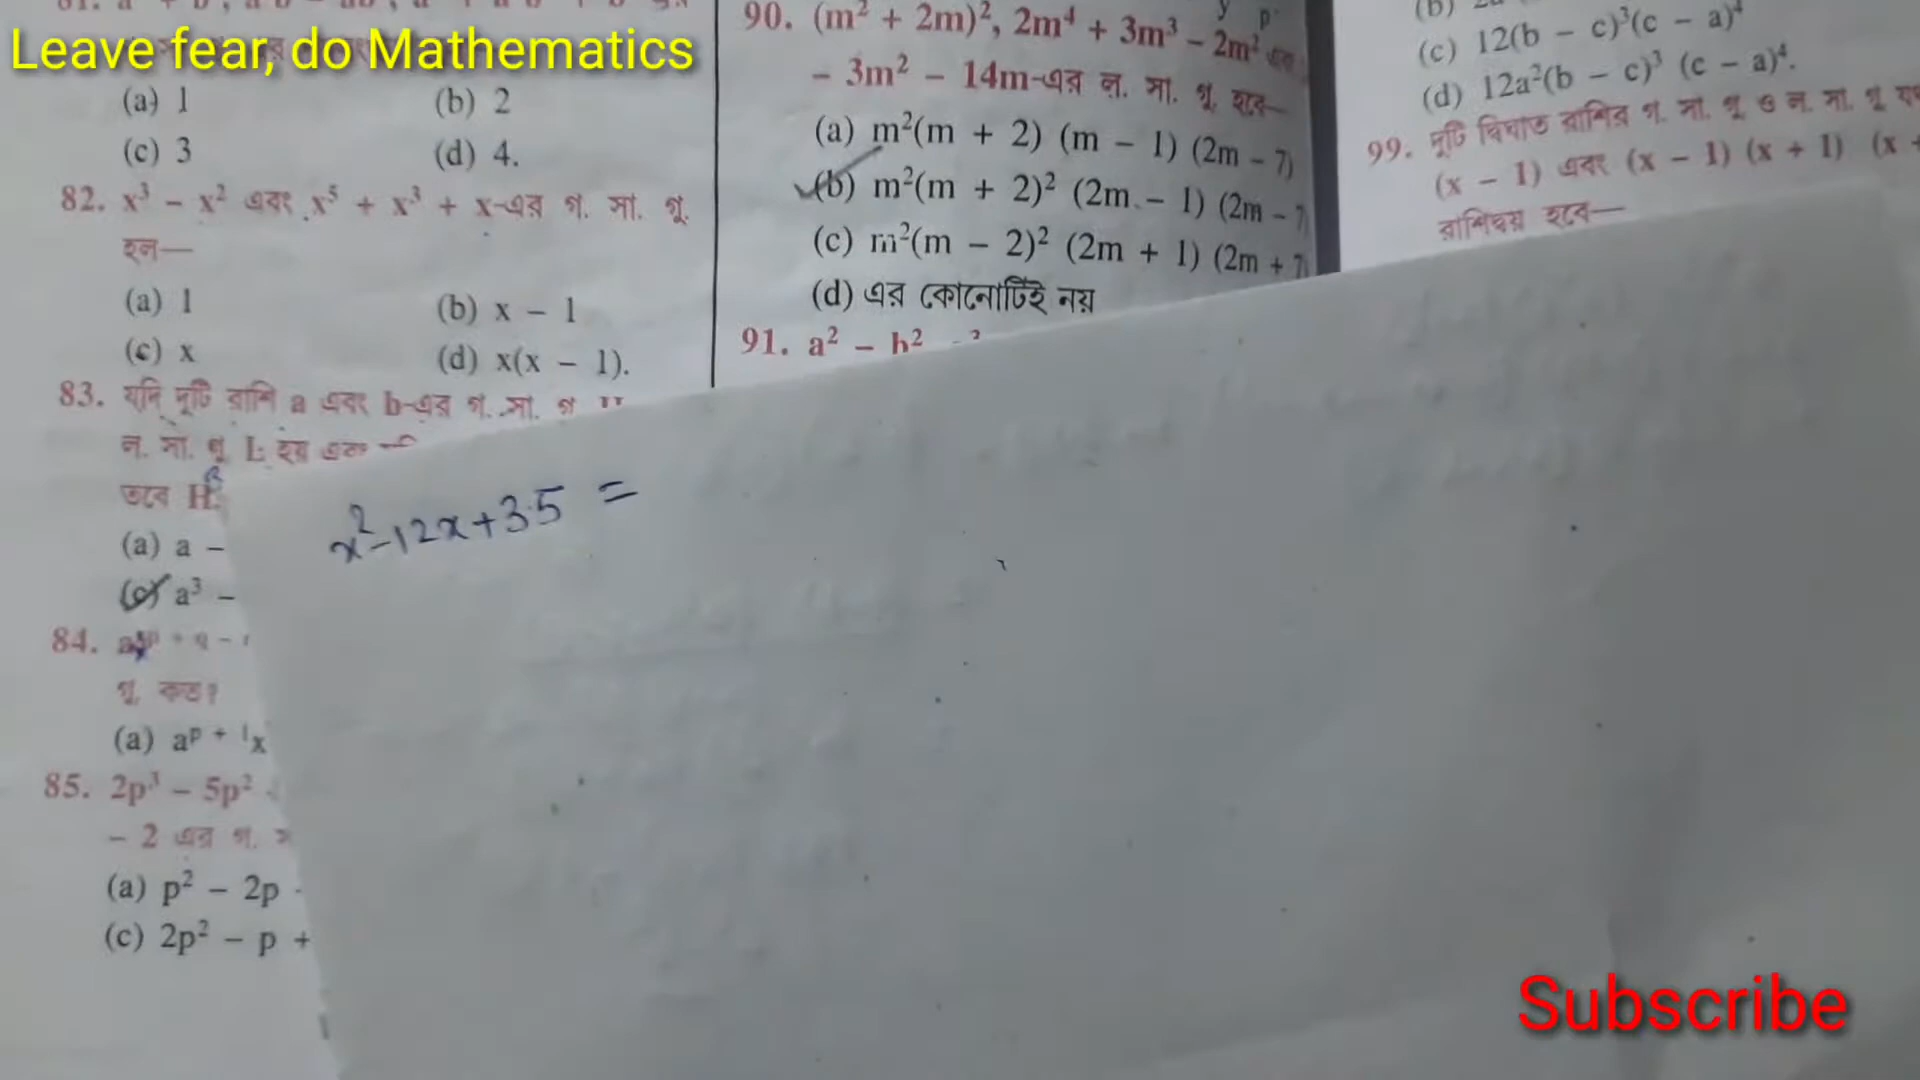 Leave fear, do Mathematics
(a) 1 (b) 2
(c) 3 (d) 4.
82. x³ – x² এবং x⁵ + x³ + x-এর গ. সা. গু.
হল—
(a) 1 (b) x – 1
(c) x (d) x(x – 1).
83. যদি দুটি রাশি a এবং b-এর গ. সা. গু
ল. সা. গু L হয় এবং
তবে H
(a) a –
(c) a³ –
84.
গু. কত?
(a) aᵖ ⁺ ¹x
85. 2p³ – 5p²
– 2 এর গ.
(a) p² – 2p
(c) 2p² – p +
90. (m² + 2m)², 2m⁴ + 3m³ – 2m² এবং
– 3m² – 14m-এর ল. সা. গু. হবে—
(a) m²(m + 2) (m – 1) (2m – 7)
(b) m²(m + 2)² (2m – 1) (2m – 7
(c) m²(m – 2)² (2m + 1) (2m + 7
(d) এর কোনোটিই নয়
91. a² – b²
(b)
(c) 12(b – c)³(c – a)⁴
(d) 12a²(b – c)³ (c – a)⁴.
99. দুটি দ্বিঘাত রাশির গ. সা. গু ও ল. সা. গু
(x – 1) এবং (x – 1) (x + 1) (x +
রাশিদ্বয় হবে—
x²-12x+35 =
Subscribe